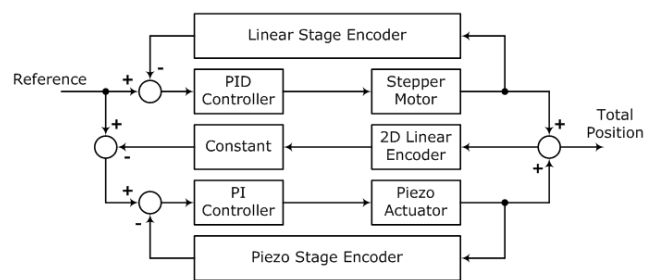 Linear Stage Encoder
Reference
+
-
PID
Controller
Stepper
Motor
Total
Position
+
+
-
Constant
2D Linear
Encoder
+
+
-
PI
Controller
Piezo
Actuator
Piezo Stage Encoder